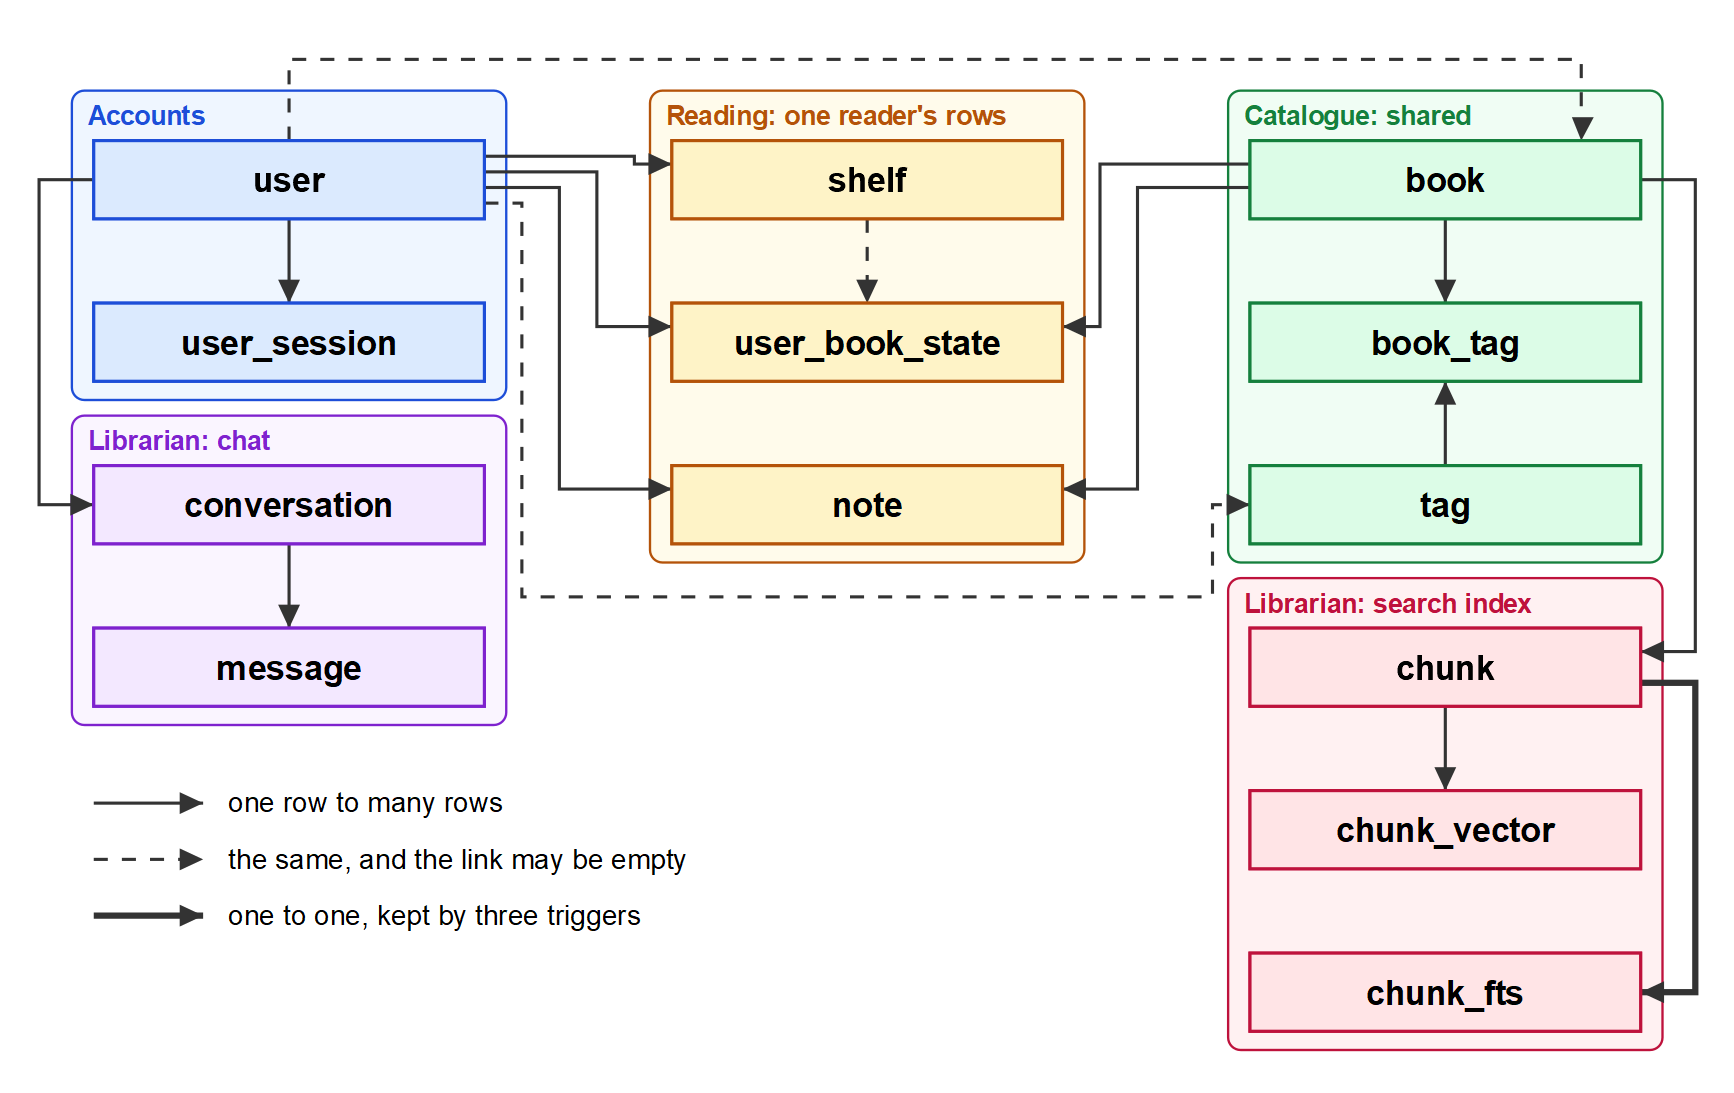 Accounts
user
user_session
Librarian: chat
conversation
message
Reading: one reader's rows
shelf
user_book_state
note
Catalogue: shared
book
book_tag
tag
Librarian: search index
chunk
chunk_vector
chunk_fts
one row to many rows
the same, and the link may be empty
one to one, kept by three triggers